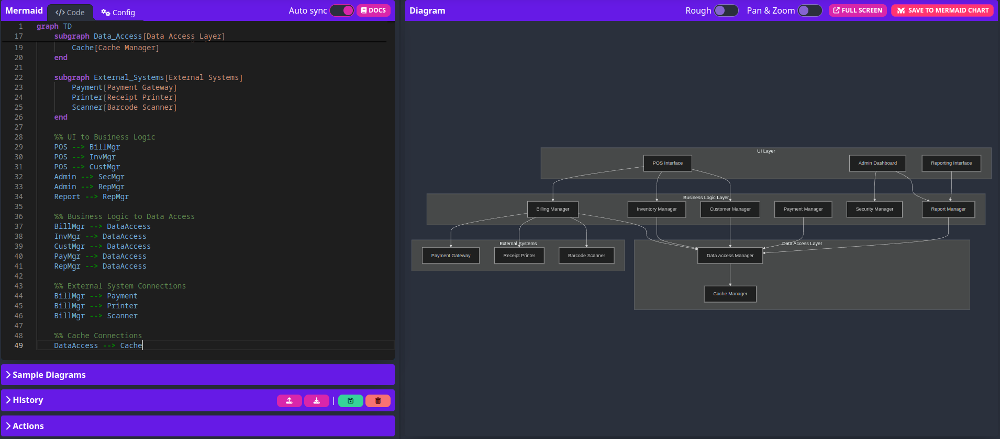 Mermaid
Code
Config
Auto sync
DOCS
1 graph TD
17 subgraph Data_Access[Data Access Layer]
19 Cache[Cache Manager]
20 end
21
22 subgraph External_Systems[External Systems]
23 Payment[Payment Gateway]
24 Printer[Receipt Printer]
25 Scanner[Barcode Scanner]
26 end
27
28 %% UI to Business Logic
29 POS --> BillMgr
30 POS --> InvMgr
31 POS --> CustMgr
32 Admin --> SecMgr
33 Admin --> RepMgr
34 Report --> RepMgr
35
36 %% Business Logic to Data Access
37 BillMgr --> DataAccess
38 InvMgr --> DataAccess
39 CustMgr --> DataAccess
40 PayMgr --> DataAccess
41 RepMgr --> DataAccess
42
43 %% External System Connections
44 BillMgr --> Payment
45 BillMgr --> Printer
46 BillMgr --> Scanner
47
48 %% Cache Connections
49 DataAccess --> Cache
Sample Diagrams
History
|
Actions
Diagram
Rough
Pan & Zoom
FULL SCREEN
SAVE TO MERMAID CHART
UI Layer
POS Interface
Admin Dashboard
Reporting Interface
Business Logic Layer
Billing Manager
Inventory Manager
Customer Manager
Payment Manager
Security Manager
Report Manager
External Systems
Payment Gateway
Receipt Printer
Barcode Scanner
Data Access Layer
Data Access Manager
Cache Manager